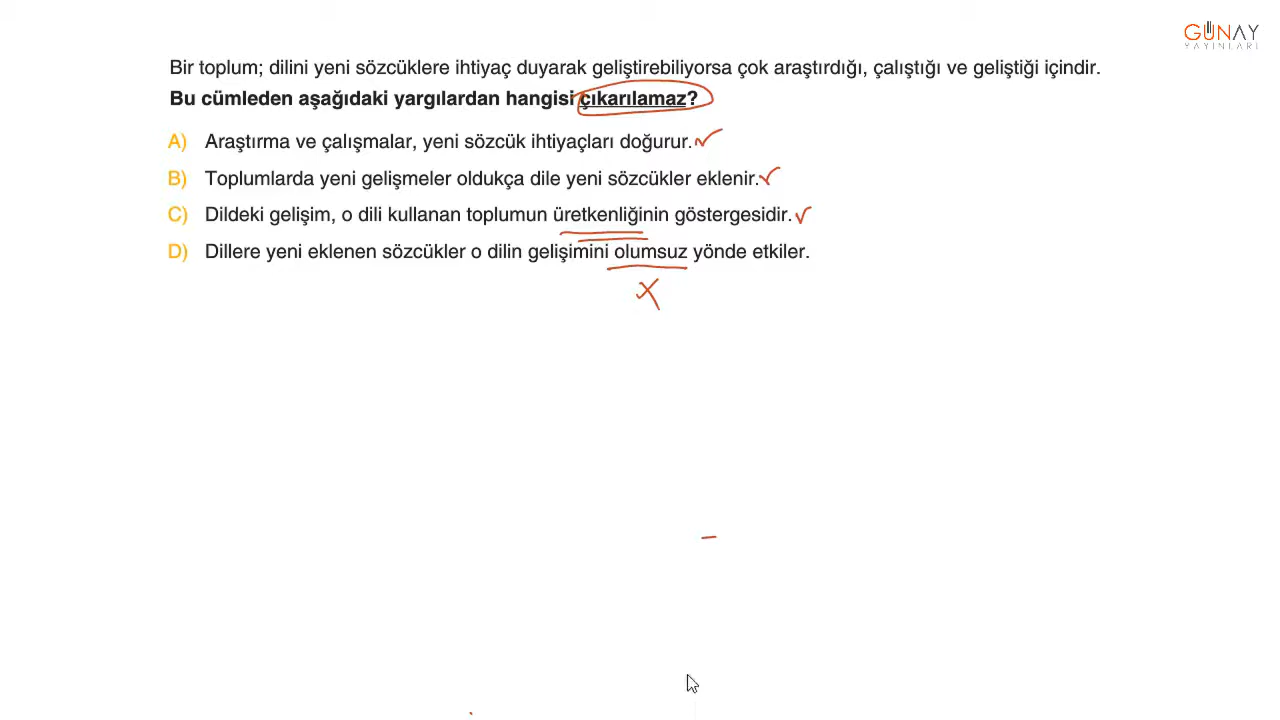 GÜNAY
YAYINLARI
Bir toplum; dilini yeni sözcüklere ihtiyaç duyarak geliştirebiliyorsa çok araştırdığı, çalıştığı ve geliştiği içindir.
Bu cümleden aşağıdaki yargılardan hangisi çıkarılamaz?
A) Araştırma ve çalışmalar, yeni sözcük ihtiyaçları doğurur.
B) Toplumlarda yeni gelişmeler oldukça dile yeni sözcükler eklenir.
C) Dildeki gelişim, o dili kullanan toplumun üretkenliğinin göstergesidir.
D) Dillere yeni eklenen sözcükler o dilin gelişimini olumsuz yönde etkiler.